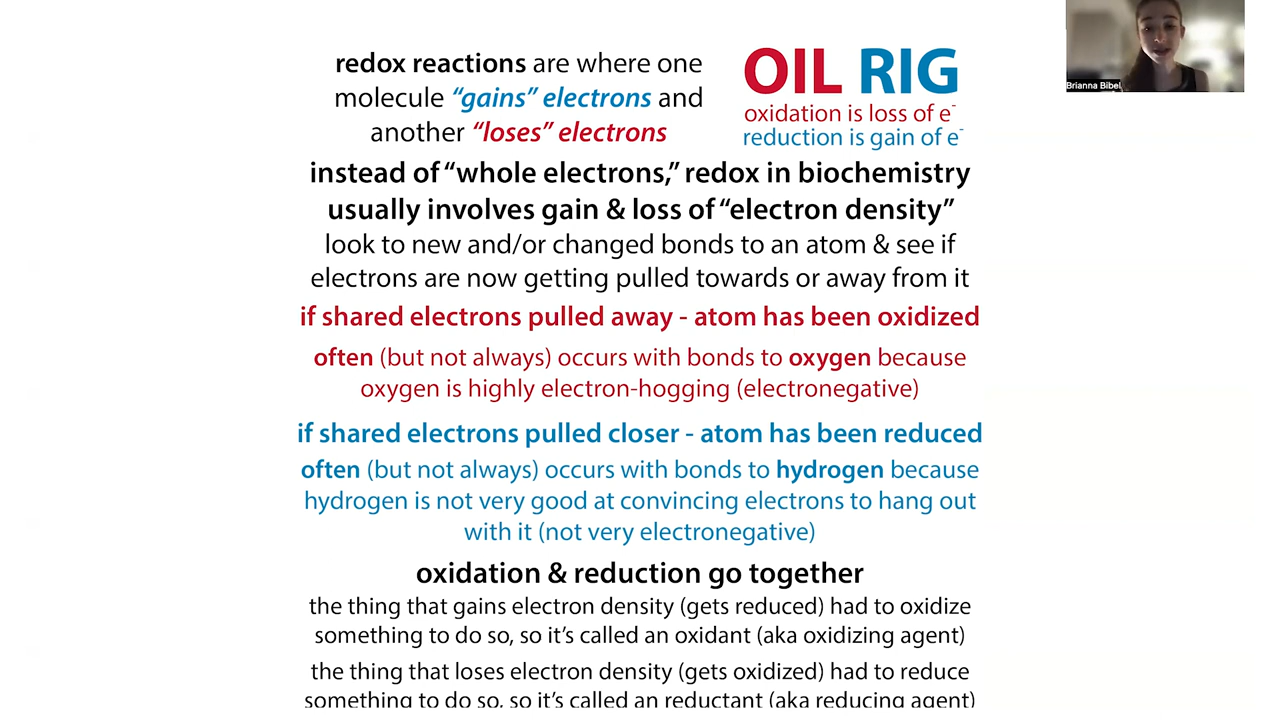 redox reactions are where one
molecule “gains” electrons and
another “loses” electrons
OIL RIG
oxidation is loss of e-
reduction is gain of e-
Brianna Bibel
instead of “whole electrons,” redox in biochemistry
usually involves gain & loss of “electron density”
look to new and/or changed bonds to an atom & see if
electrons are now getting pulled towards or away from it
if shared electrons pulled away - atom has been oxidized
often (but not always) occurs with bonds to oxygen because
oxygen is highly electron-hogging (electronegative)
if shared electrons pulled closer - atom has been reduced
often (but not always) occurs with bonds to hydrogen because
hydrogen is not very good at convincing electrons to hang out
with it (not very electronegative)
oxidation & reduction go together
the thing that gains electron density (gets reduced) had to oxidize
something to do so, so it’s called an oxidant (aka oxidizing agent)
the thing that loses electron density (gets oxidized) had to reduce
something to do so, so it’s called an reductant (aka reducing agent)